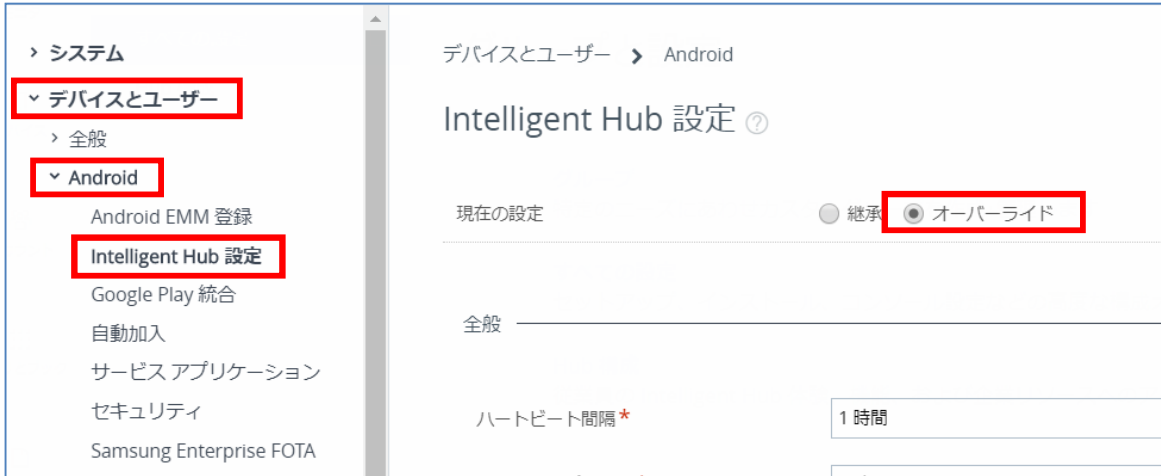 システム
デバイスとユーザー
全般
Android
Android EMM 登録
Intelligent Hub 設定
Google Play 統合
自動加入
サービス アプリケーション
セキュリティ
Samsung Enterprise FOTA
デバイスとユーザー > Android
Intelligent Hub 設定 ?
現在の設定 継承 オーバーライド
全般
ハートビート間隔* 1 時間